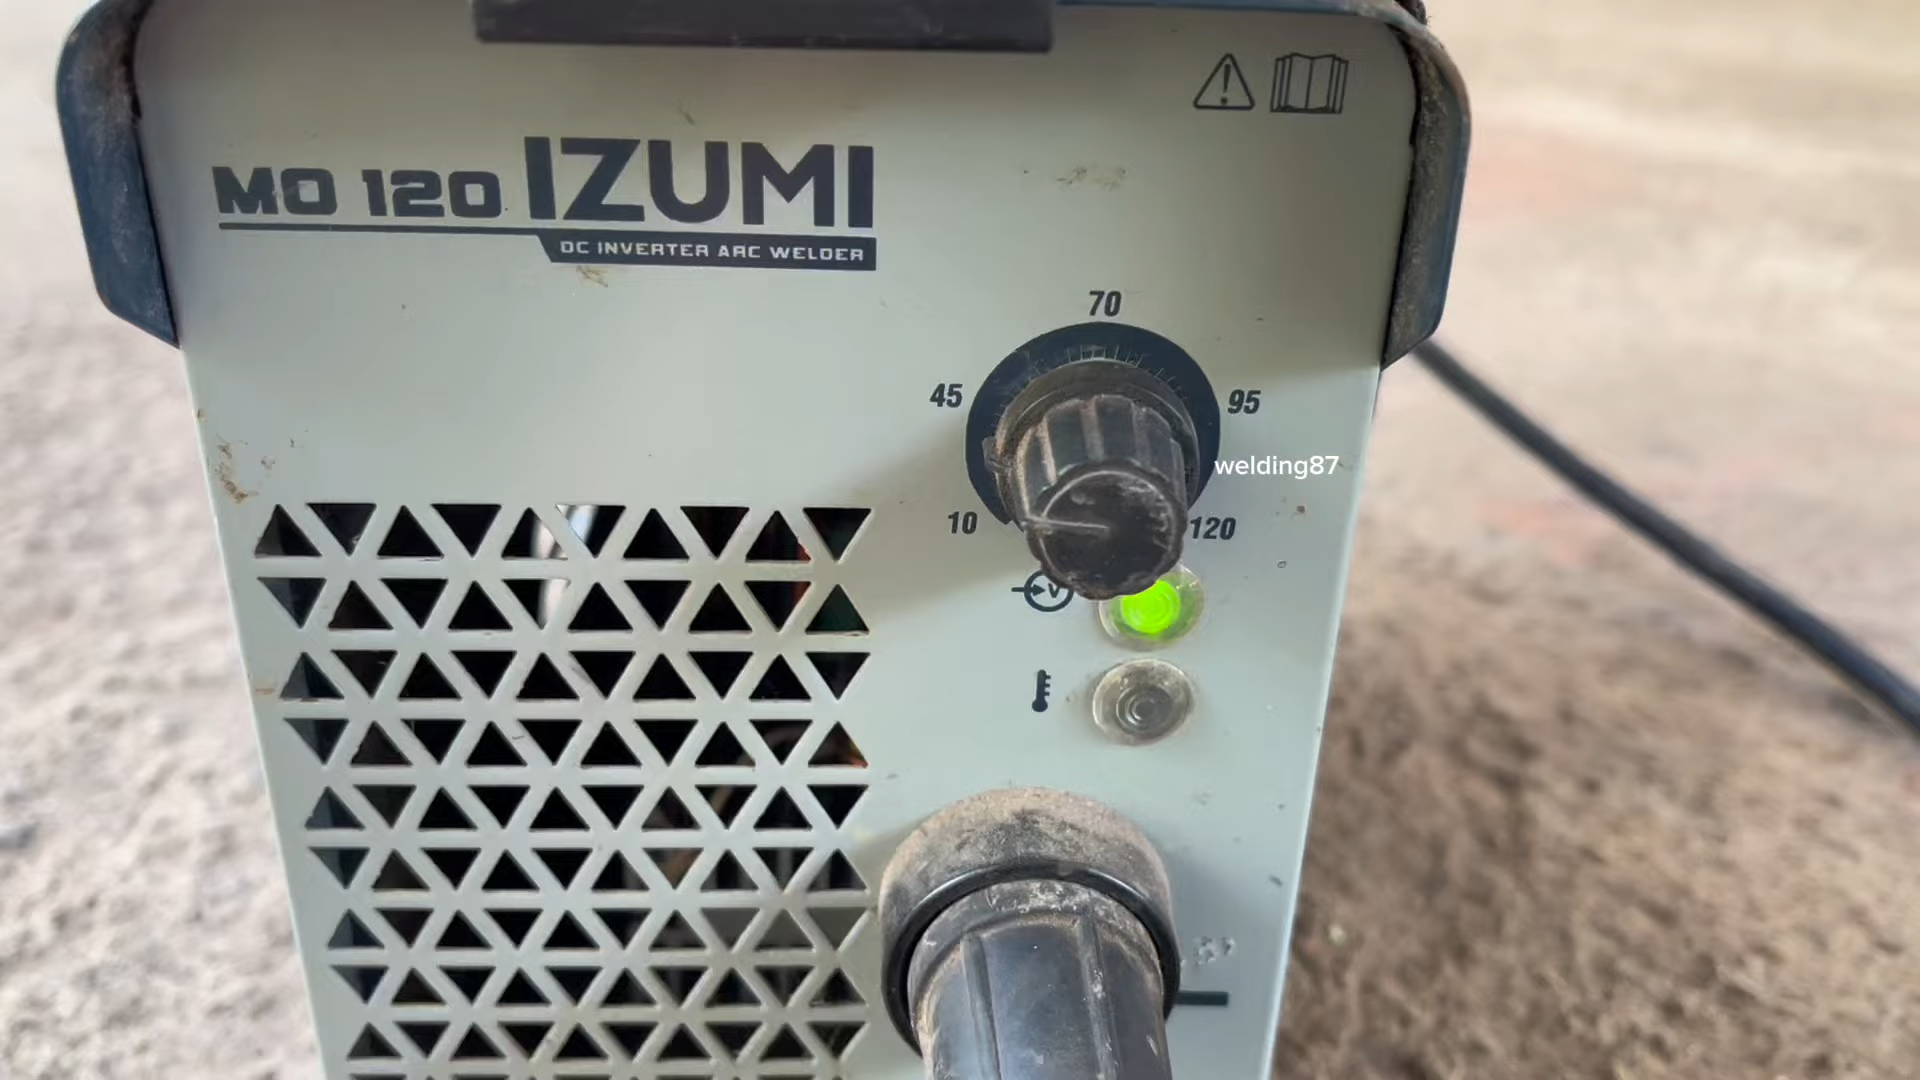 MO 120 IZUMI
DC INVERTER ARC WELDER
70
45
95
welding87
10
120
V